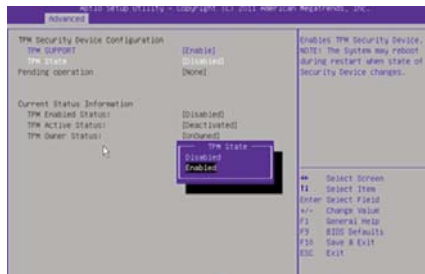 Aptio Setup Utility - Copyright (C) 2011 American Megatrends, Inc.
Advanced
TPM Security Device Configuration
TPM SUPPORT [Enable]
TPM State [Disabled]
Pending operation [None]
Current Status Information
TPM Enabled Status: [Disabled]
TPM Active Status: [Deactivated]
TPM Owner Status: [UnOwned]
TPM State
Disabled
Enabled
Enables TPM Security Device.
NOTE: The System may reboot
during restart when state of
Security Device changes.
Select Screen
Select Item
Enter Select Field
+/- Change Value
F1 General Help
F9 BIOS Defaults
F10 Save & Exit
ESC Exit